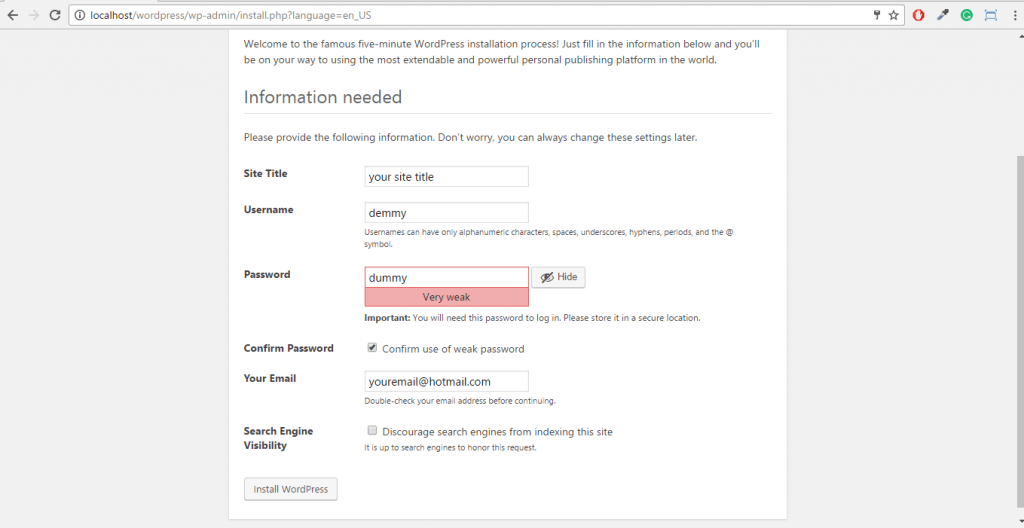 localhost/wordpress/wp-admin/install.php?language=en_US
Welcome to the famous five-minute WordPress installation process! Just fill in the information below and you'll
be on your way to using the most extendable and powerful personal publishing platform in the world.
Information needed
Please provide the following information. Don't worry, you can always change these settings later.
Site Title
your site title
Username
demmy
Usernames can have only alphanumeric characters, spaces, underscores, hyphens, periods, and the @
symbol.
Password
dummy
Hide
Very weak
Important: You will need this password to log in. Please store it in a secure location.
Confirm Password
Confirm use of weak password
Your Email
youremail@hotmail.com
Double-check your email address before continuing.
Search Engine
Visibility
Discourage search engines from indexing this site
It is up to search engines to honor this request.
Install WordPress